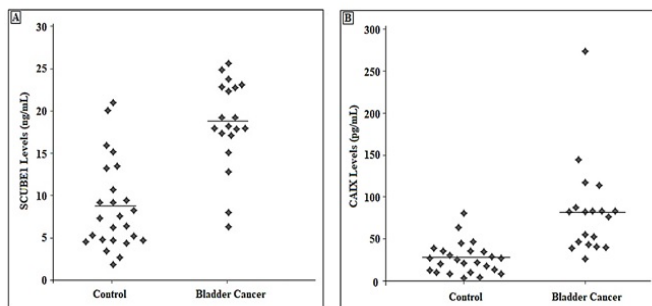 A
SCUBE1 Levels (ug/mL)
30
25
20
15
10
5
0
Control
Bladder Cancer
B
CAIX Levels (pg/mL)
300
250
200
150
100
50
0
Control
Bladder Cancer